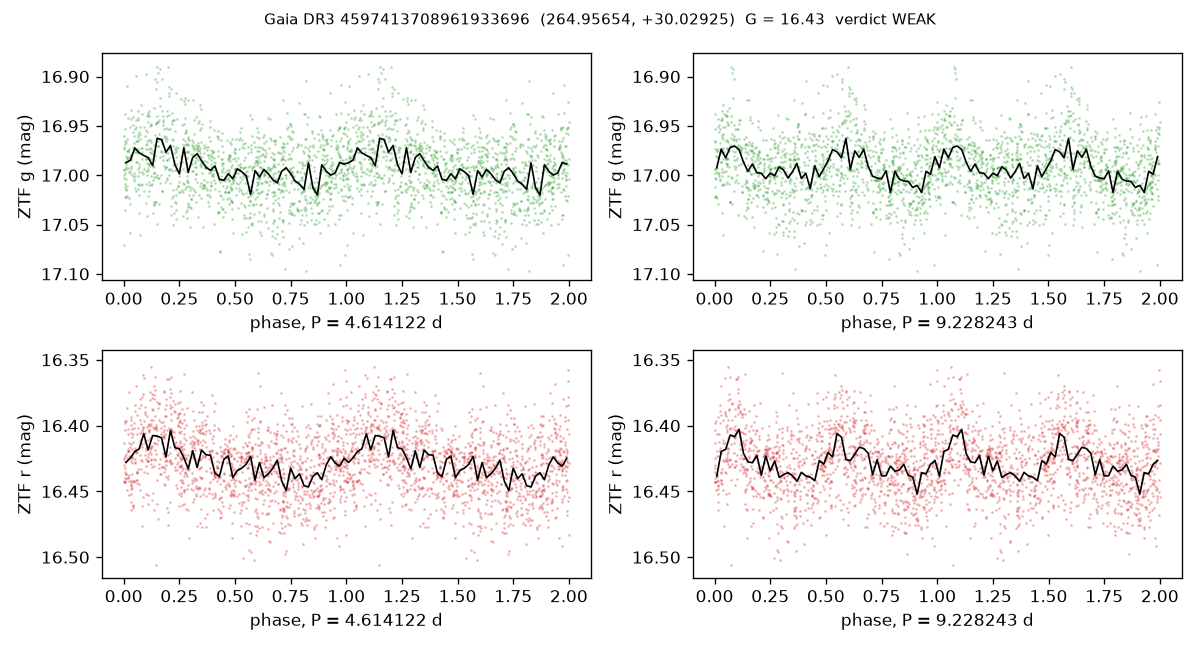 Gaia DR3 4597413708961933696 (264.95654, +30.02925) G = 16.43 verdict WEAK
ZTF g (mag)
16.90
16.95
17.00
17.05
17.10
0.00 0.25 0.50 0.75 1.00 1.25 1.50 1.75 2.00
phase, P = 4.614122 d
ZTF g (mag)
16.90
16.95
17.00
17.05
17.10
0.00 0.25 0.50 0.75 1.00 1.25 1.50 1.75 2.00
phase, P = 9.228243 d
ZTF r (mag)
16.35
16.40
16.45
16.50
0.00 0.25 0.50 0.75 1.00 1.25 1.50 1.75 2.00
phase, P = 4.614122 d
ZTF r (mag)
16.35
16.40
16.45
16.50
0.00 0.25 0.50 0.75 1.00 1.25 1.50 1.75 2.00
phase, P = 9.228243 d